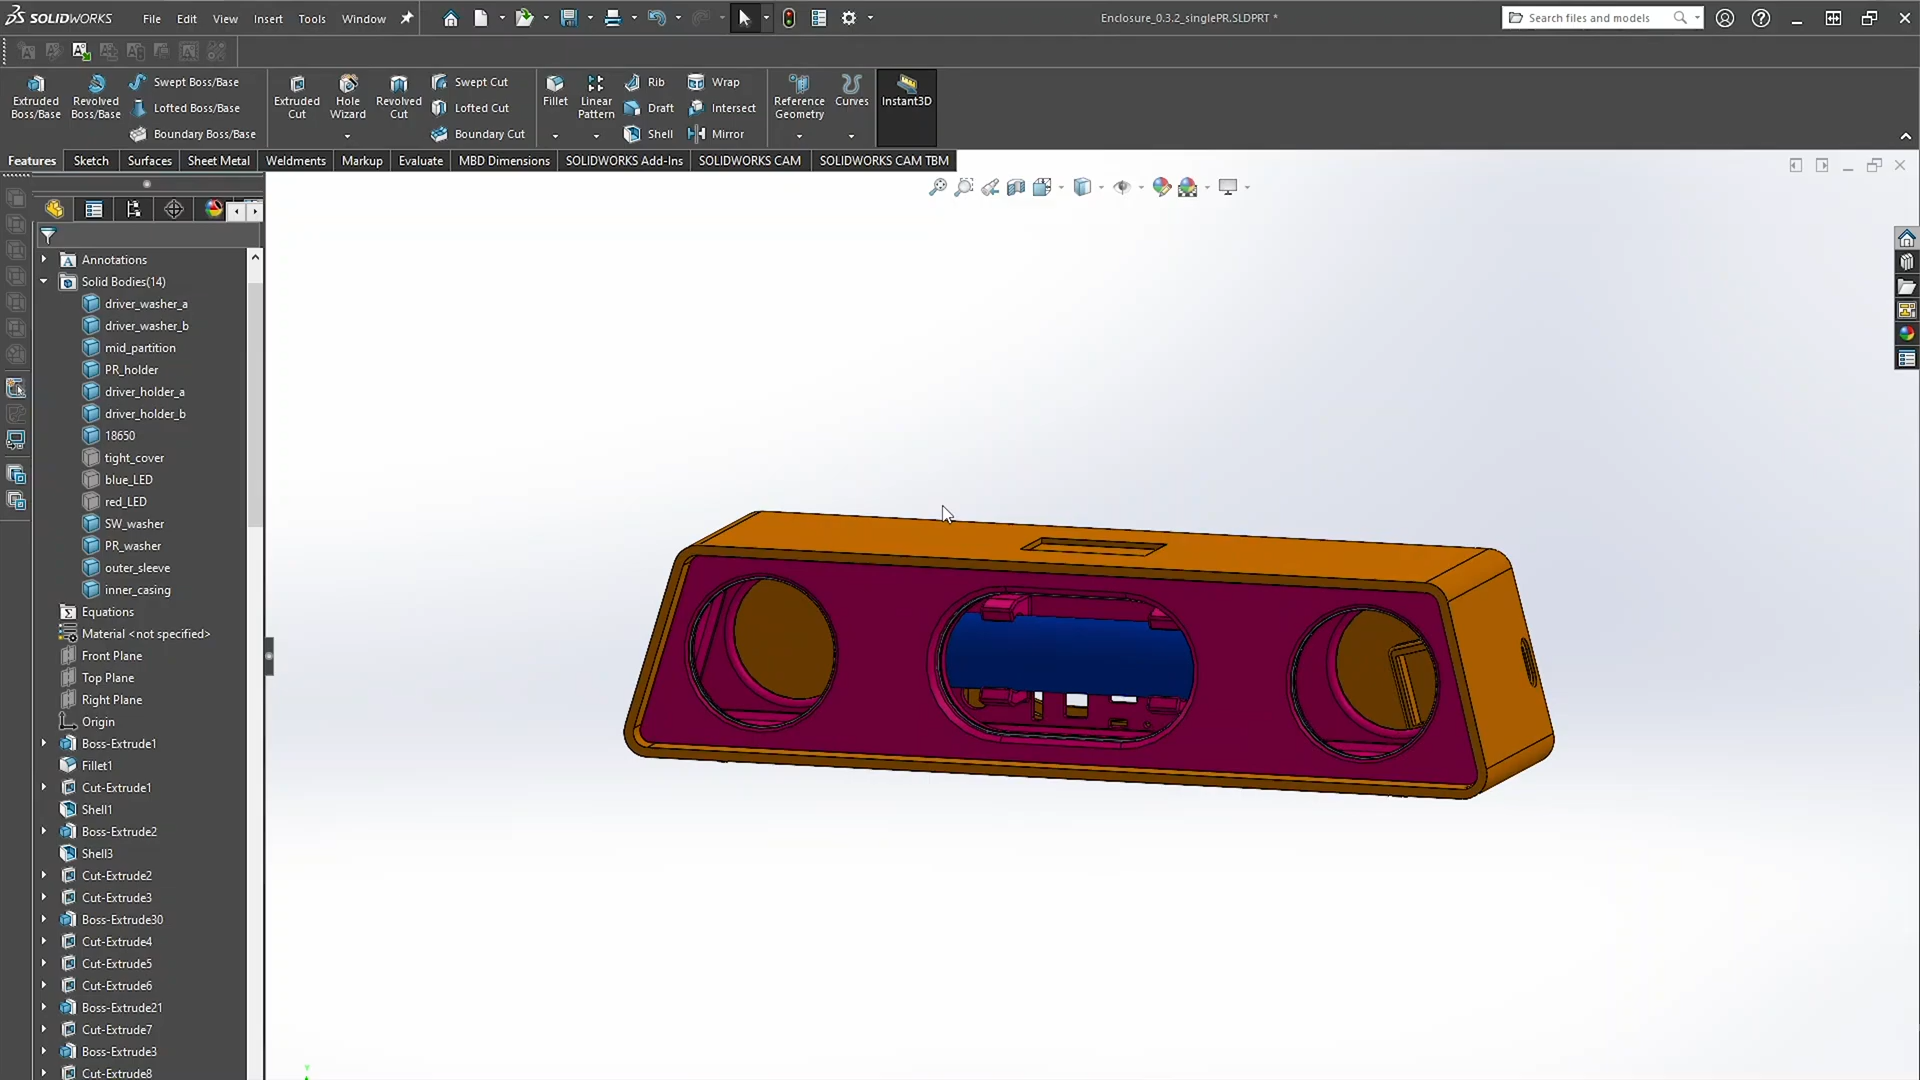 SOLIDWORKS File Edit View Insert Tools Window Enclosure_0.3.2_singlePR.SLDPRT * Search files and models
Extruded Boss/Base
Revolved Boss/Base
Swept Boss/Base
Lofted Boss/Base
Boundary Boss/Base
Extruded Cut
Hole Wizard
Revolved Cut
Swept Cut
Lofted Cut
Boundary Cut
Fillet
Linear Pattern
Rib
Draft
Shell
Wrap
Intersect
Mirror
Reference Geometry
Curves
Instant3D
Features Sketch Surfaces Sheet Metal Weldments Markup Evaluate MBD Dimensions SOLIDWORKS Add-Ins SOLIDWORKS CAM SOLIDWORKS CAM TBM
Annotations
Solid Bodies(14)
driver_washer_a
driver_washer_b
mid_partition
PR_holder
driver_holder_a
driver_holder_b
18650
tight_cover
blue_LED
red_LED
SW_washer
PR_washer
outer_sleeve
inner_casing
Equations
Material <not specified>
Front Plane
Top Plane
Right Plane
Origin
Boss-Extrude1
Fillet1
Cut-Extrude1
Shell1
Boss-Extrude2
Shell3
Cut-Extrude2
Cut-Extrude3
Boss-Extrude30
Cut-Extrude4
Cut-Extrude5
Cut-Extrude6
Boss-Extrude21
Cut-Extrude7
Boss-Extrude3
Cut-Extrude8